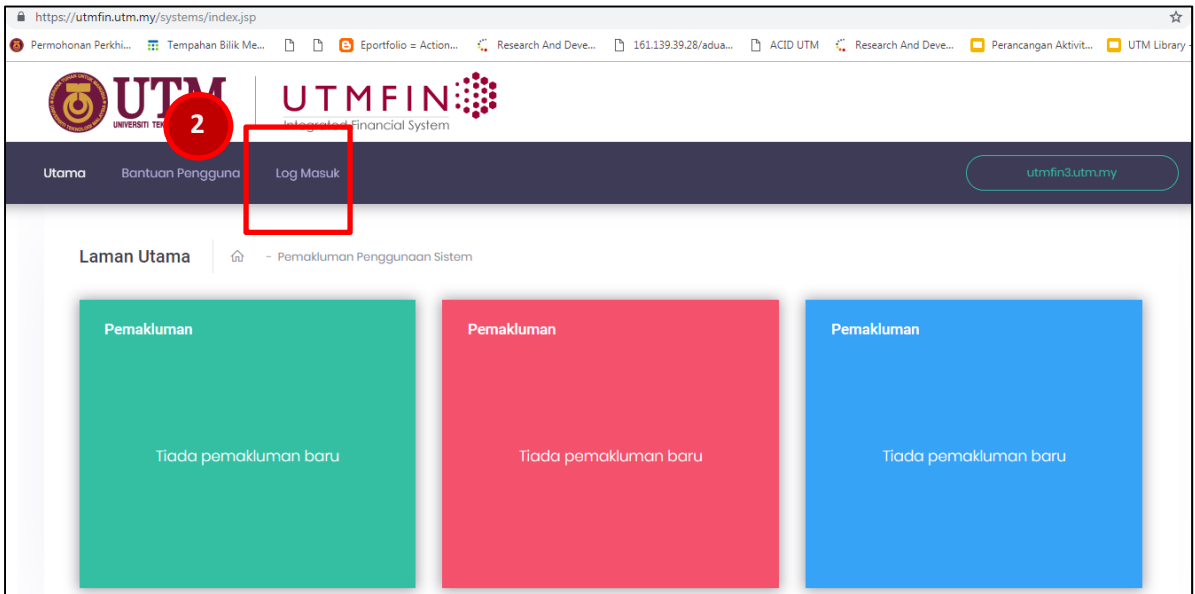 https://utmfin.utm.my/systems/index.jsp
Permohonan Perkhi... Tempahan Bilik Me... Eportfolio = Action... Research And Deve... 161.139.39.28/adua... ACID UTM Research And Deve... Perancangan Aktivit... UTM Library
UTM UTMFIN
UNIVERSITI Integrated Financial System
2
Utama Bantuan Pengguna Log Masuk utmfin3.utm.my
Laman Utama - Pemakluman Penggunaan Sistem
Pemakluman Pemakluman Pemakluman
Tiada pemakluman baru Tiada pemakluman baru Tiada pemakluman baru